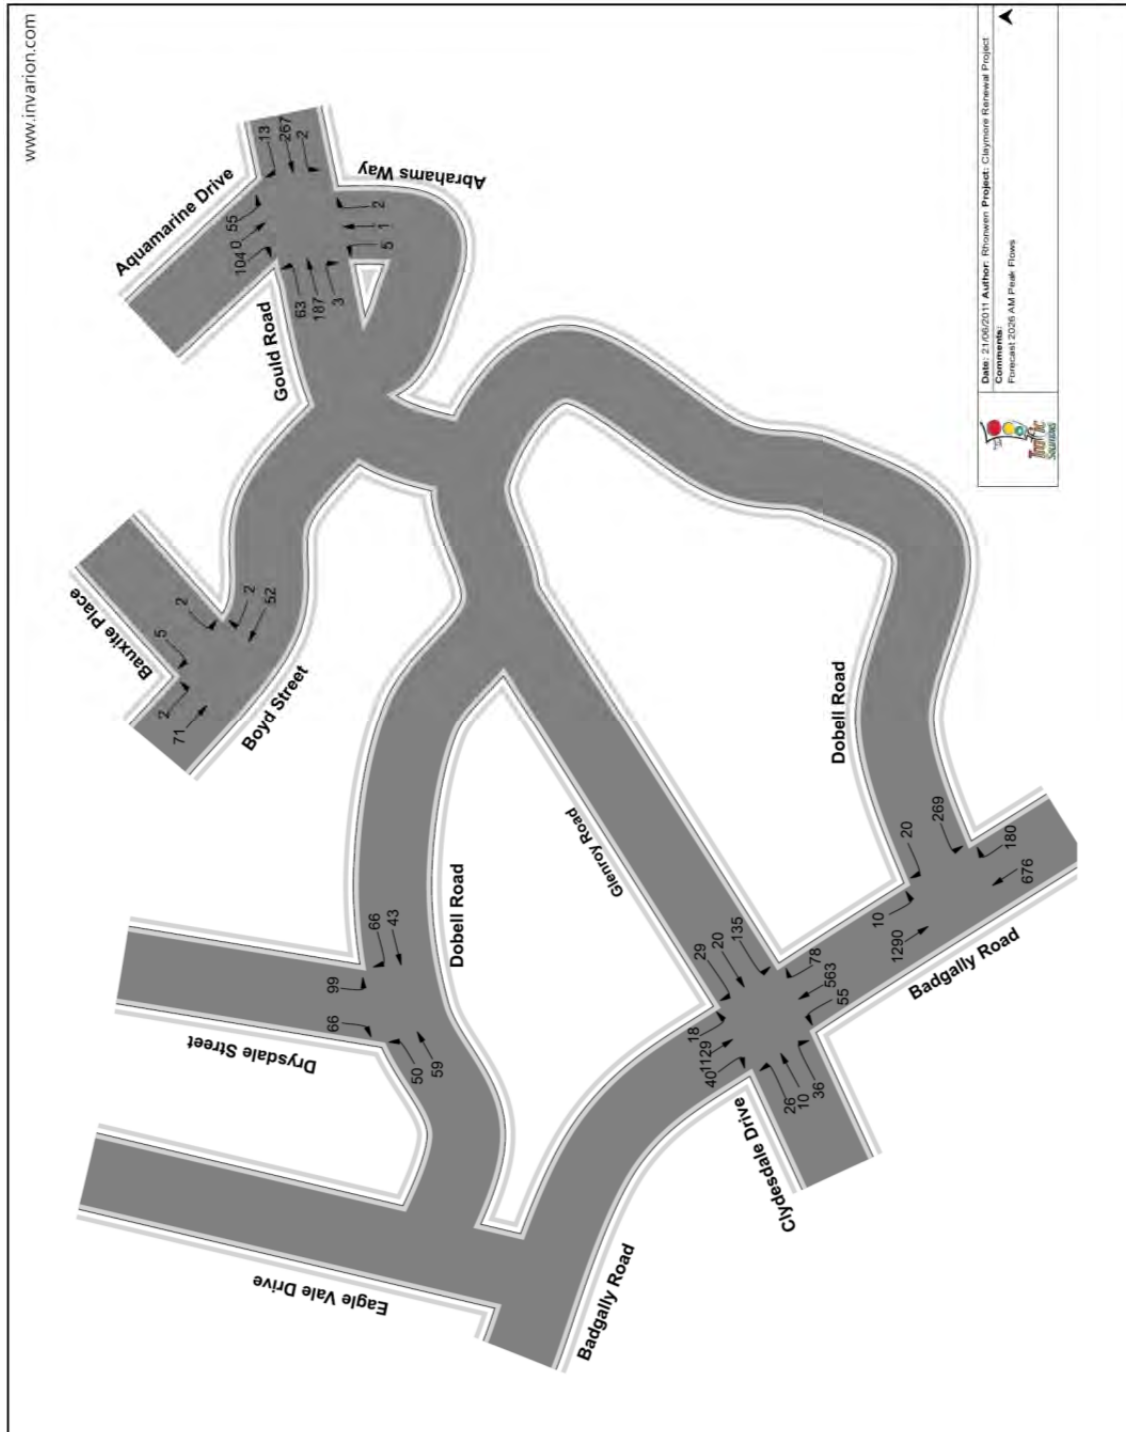 www.invarion.com
Date: 21/06/2011 Author: Rhonwen Project: Claymore Renewal Project
Comments:
Forecast 2026 AM Peak Flows
Traffic
Solutions
Aquamarine Drive
13
267
2
Abrahams Way
55
0
104
2
1
5
63
187
3
Gould Road
Bauxite Place
2
2
52
5
2
71
Boyd Street
Dobell Road
269
20
180
676
10
1290
Badgally Road
Glenroy Road
135
20
29
78
563
55
18
1129
40
26
10
36
Clydesdale Drive
Dobell Road
66
43
99
66
50
59
Drysdale Street
Eagle Vale Drive
Badgally Road